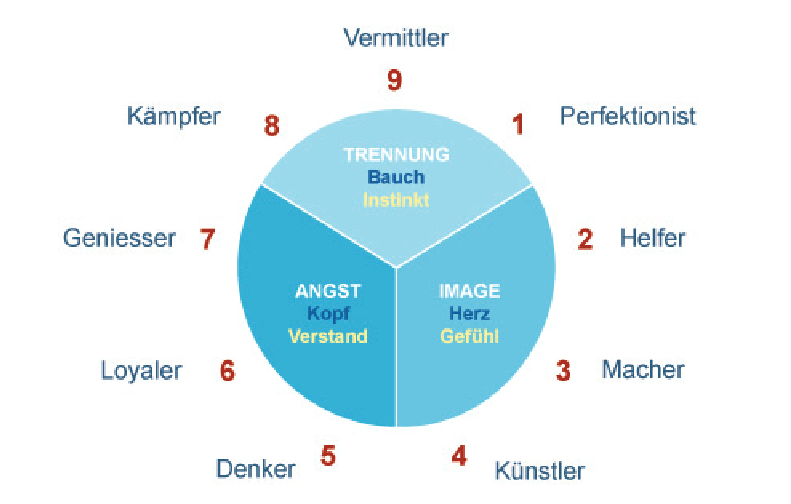 Vermittler
9
Kämpfer 8
1 Perfektionist
TRENNUNG
Bauch
Instinkt
Geniesser 7
2 Helfer
ANGST
Kopf
Verstand
IMAGE
Herz
Gefühl
Loyaler 6
3 Macher
Denker 5
4 Künstler